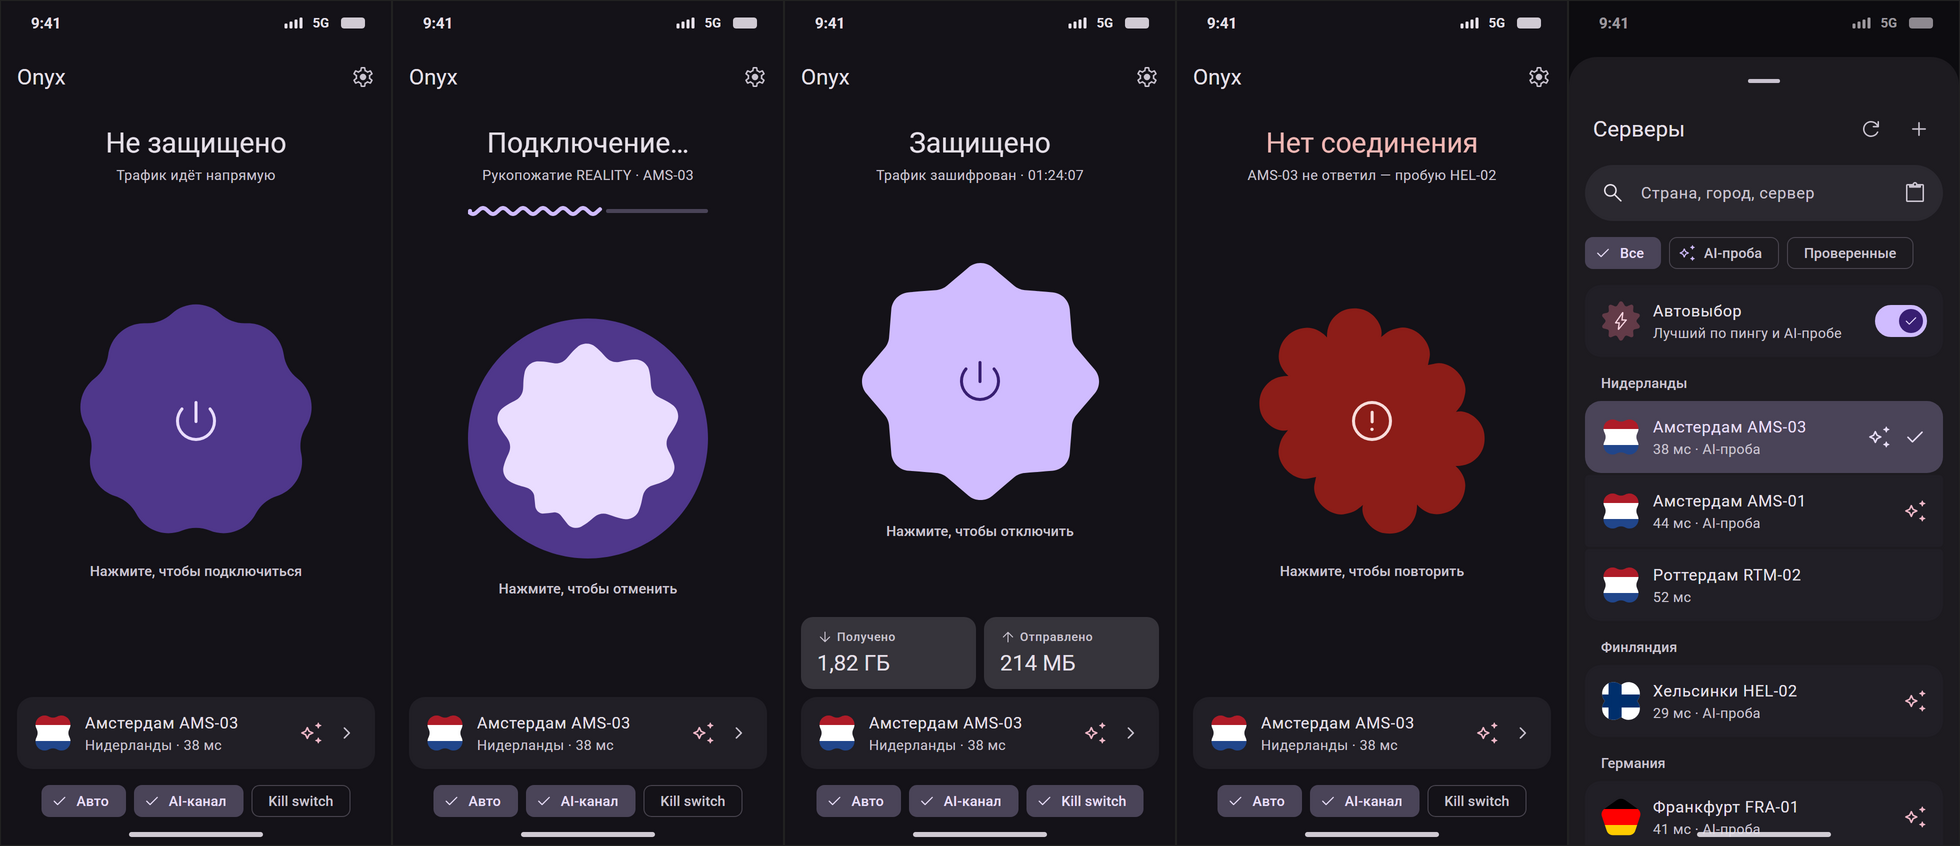 9:41
5G
Onyx
Не защищено
Трафик идёт напрямую
Нажмите, чтобы подключиться
Амстердам AMS-03
Нидерланды · 38 мс
Авто
AI-канал
Kill switch
9:41
5G
Onyx
Подключение...
Рукопожатие REALITY · AMS-03
Нажмите, чтобы отменить
Амстердам AMS-03
Нидерланды · 38 мс
Авто
AI-канал
Kill switch
9:41
5G
Onyx
Защищено
Трафик зашифрован · 01:24:07
Нажмите, чтобы отключить
Получено
1,82 ГБ
Отправлено
214 МБ
Амстердам AMS-03
Нидерланды · 38 мс
Авто
AI-канал
Kill switch
9:41
5G
Onyx
Нет соединения
AMS-03 не ответил — пробую HEL-02
Нажмите, чтобы повторить
Амстердам AMS-03
Нидерланды · 38 мс
Авто
AI-канал
Kill switch
9:41
5G
Серверы
Страна, город, сервер
Все
AI-проба
Проверенные
Автовыбор
Лучший по пингу и AI-пробе
Нидерланды
Амстердам AMS-03
38 мс · AI-проба
Амстердам AMS-01
44 мс · AI-проба
Роттердам RTM-02
52 мс
Финляндия
Хельсинки HEL-02
29 мс · AI-проба
Германия
Франкфурт FRA-01
41 мс · AI-проба